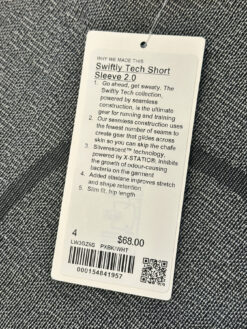 WHY WE MADE THIS
Swiftly Tech Short
Sleeve 2.0
1. Go ahead, get sweaty. The
Swiftly Tech collection,
powered by seamless
construction, is the ultimate
gear for running and training
2. Our seamless construction uses
the fewest number of seams to
create gear that glides across
skin so you can skip the chafe
3. Silverescent™ technology,
powered by X-STATIC®, inhibits
the growth of odour-causing
bacteria on the garment
4. Added elastane improves stretch
and shape retention
5. Slim fit, hip length
4
$68.00
WHT
000154841957